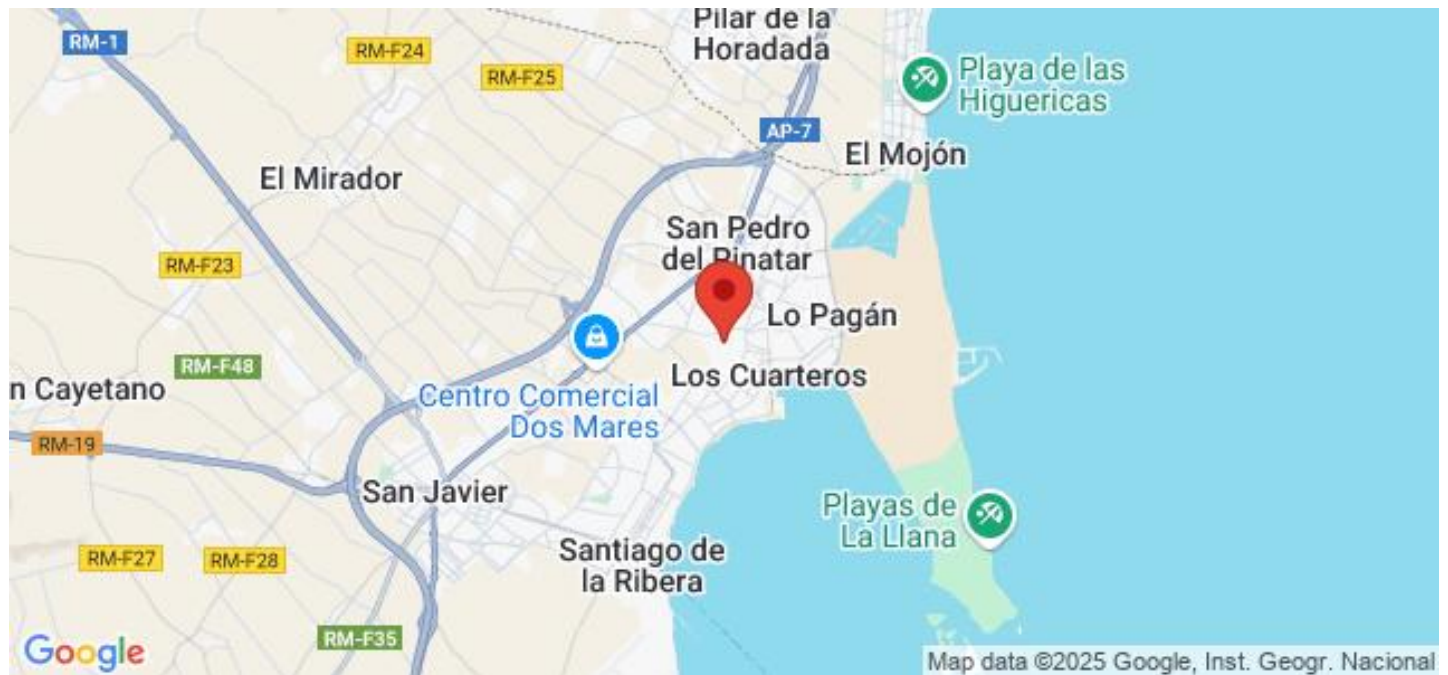 Pilar de la
Horadada
RM-1
RM-F24
RM-F25
Playa de las
Higuericas
AP-7
El Mojón
El Mirador
San Pedro
del Pinatar
RM-F23
Lo Pagán
RM-F48
n Cayetano
Los Cuarteros
Centro Comercial
Dos Mares
RM-19
San Javier
Playas de
La Llana
RM-F27
RM-F28
Santiago de
la Ribera
RM-F35
Google
Map data ©2025 Google, Inst. Geogr. Nacional